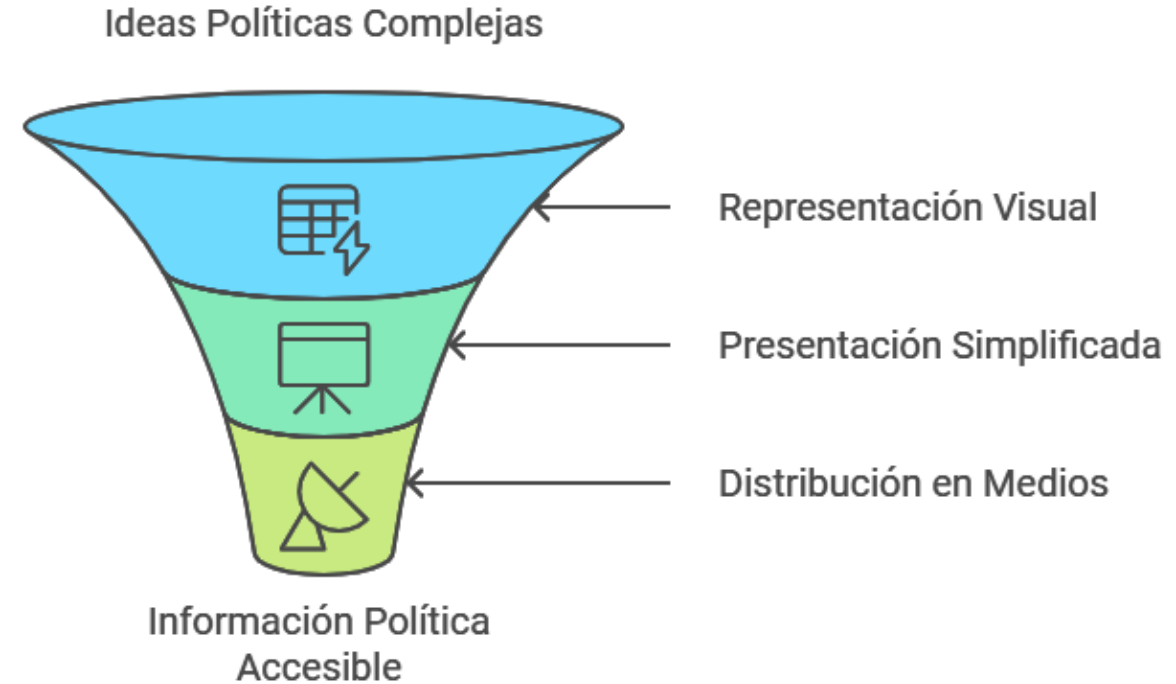 Ideas Políticas Complejas
Representación Visual
Presentación Simplificada
Distribución en Medios
Información Política
Accesible